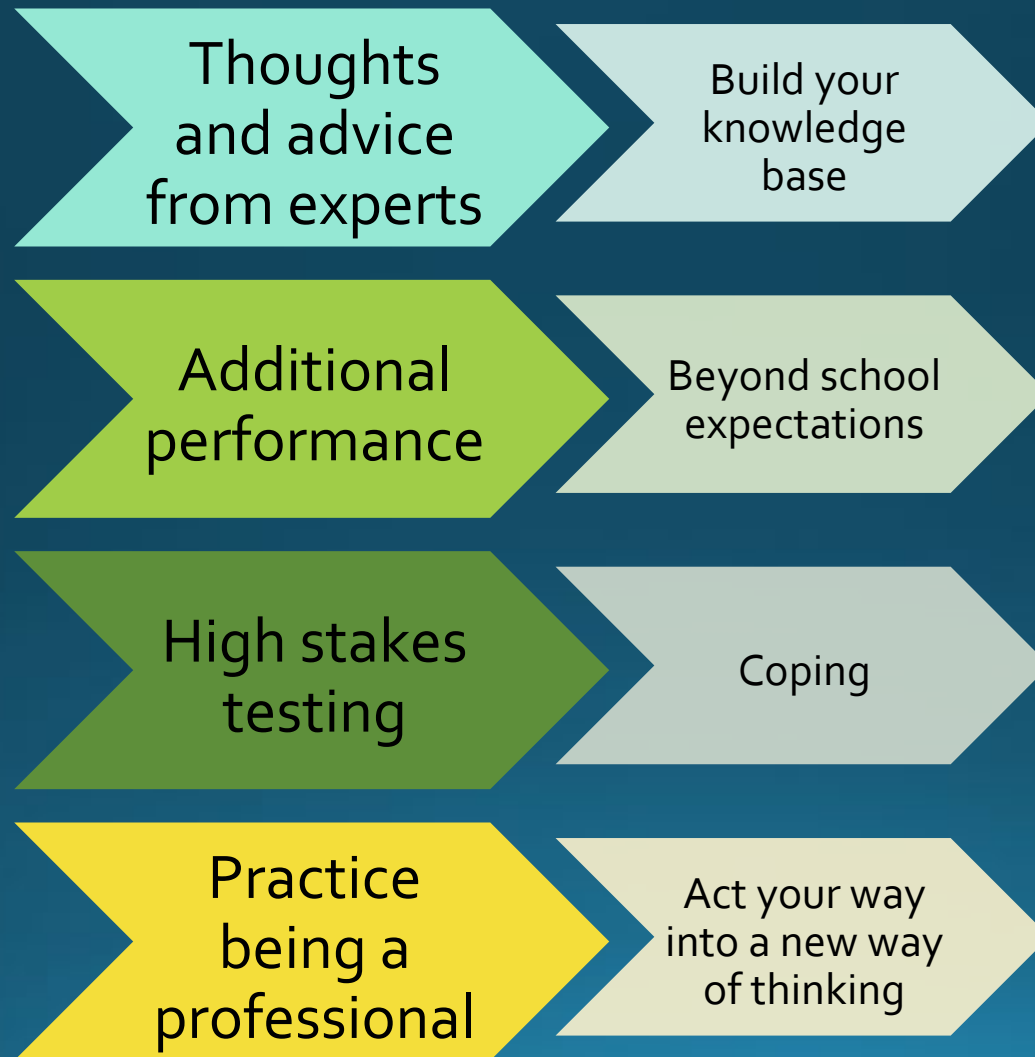 Thoughts
and advice
from experts
Build your
knowledge
base
Additional
performance
Beyond school
expectations
High stakes
testing
Coping
Practice
being a
professional
Act your way
into a new way
of thinking